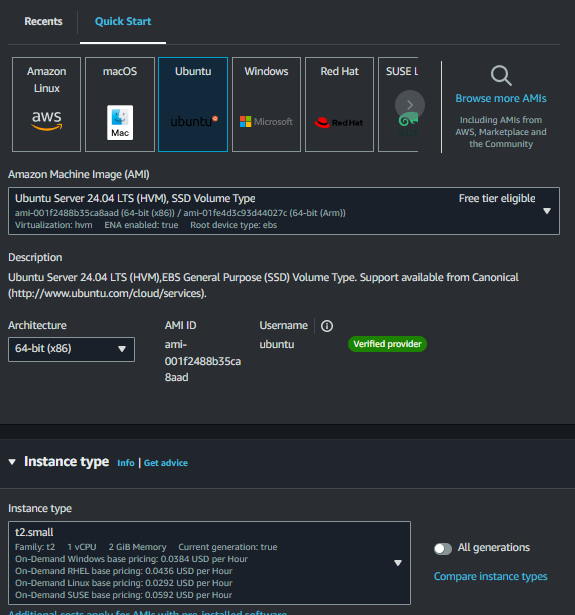 Recents
Quick Start
Amazon
Linux
aws
macOS
Mac
Ubuntu
ubuntu
Windows
Microsoft
Red Hat
Red Hat
SUSE L
Browse more AMIs
Including AMIs from
AWS, Marketplace and
the Community
Amazon Machine Image (AMI)
Ubuntu Server 24.04 LTS (HVM), SSD Volume Type
Free tier eligible
ami-001f2488b35ca8aad (64-bit (x86)) / ami-01fe4d3c93d44027c (64-bit (Arm))
Virtualization: hvm ENA enabled: true Root device type: ebs
Description
Ubuntu Server 24.04 LTS (HVM),EBS General Purpose (SSD) Volume Type. Support available from Canonical
(http://www.ubuntu.com/cloud/services).
Architecture
64-bit (x86)
AMI ID
ami-
001f2488b35ca
8aad
Username
ubuntu
Verified provider
Instance type Info | Get advice
Instance type
t2.small
Family: t2 1 vCPU 2 GiB Memory Current generation: true
On-Demand Windows base pricing: 0.0384 USD per Hour
On-Demand RHEL base pricing: 0.0436 USD per Hour
On-Demand Linux base pricing: 0.0292 USD per Hour
On-Demand SUSE base pricing: 0.0592 USD per Hour
All generations
Compare instance types
Additional costs apply for AMIs with pre-installed software